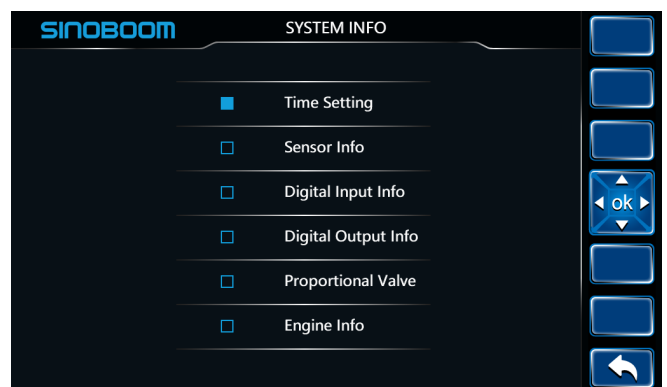 SINOBOOM
SYSTEM INFO
Time Setting
Sensor Info
Digital Input Info
Digital Output Info
Proportional Valve
Engine Info
ok